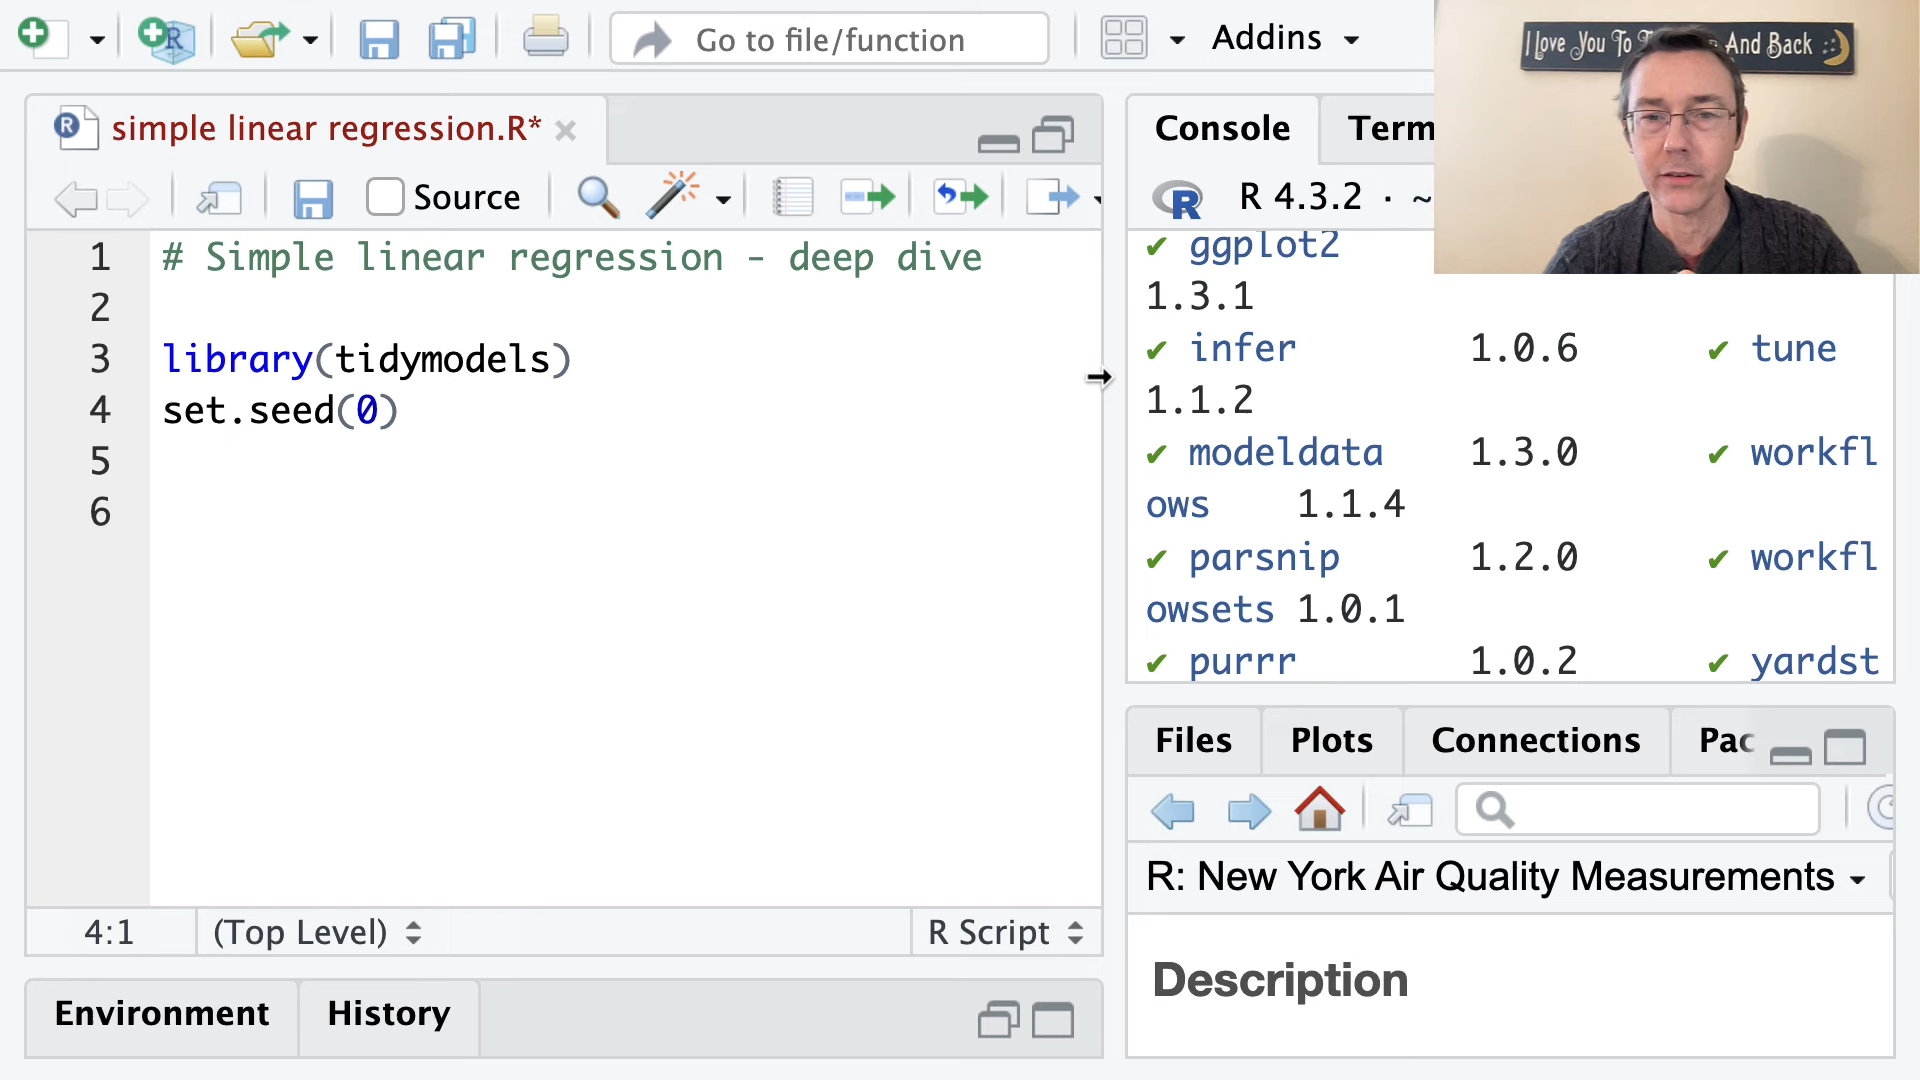 Go to file/function
Addins
I love You To And Back
simple linear regression.R*
Source
1 # Simple linear regression - deep dive
2
3 library(tidymodels)
4 set.seed(0)
5
6
4:1 (Top Level) R Script
Environment History
Console Term
R 4.3.2 · ~
✔ ggplot2
1.3.1
✔ infer 1.0.6 ✔ tune
1.1.2
✔ modeldata 1.3.0 ✔ workfl
ows 1.1.4
✔ parsnip 1.2.0 ✔ workfl
owsets 1.0.1
✔ purrr 1.0.2 ✔ yardst
Files Plots Connections Pac
R: New York Air Quality Measurements
Description